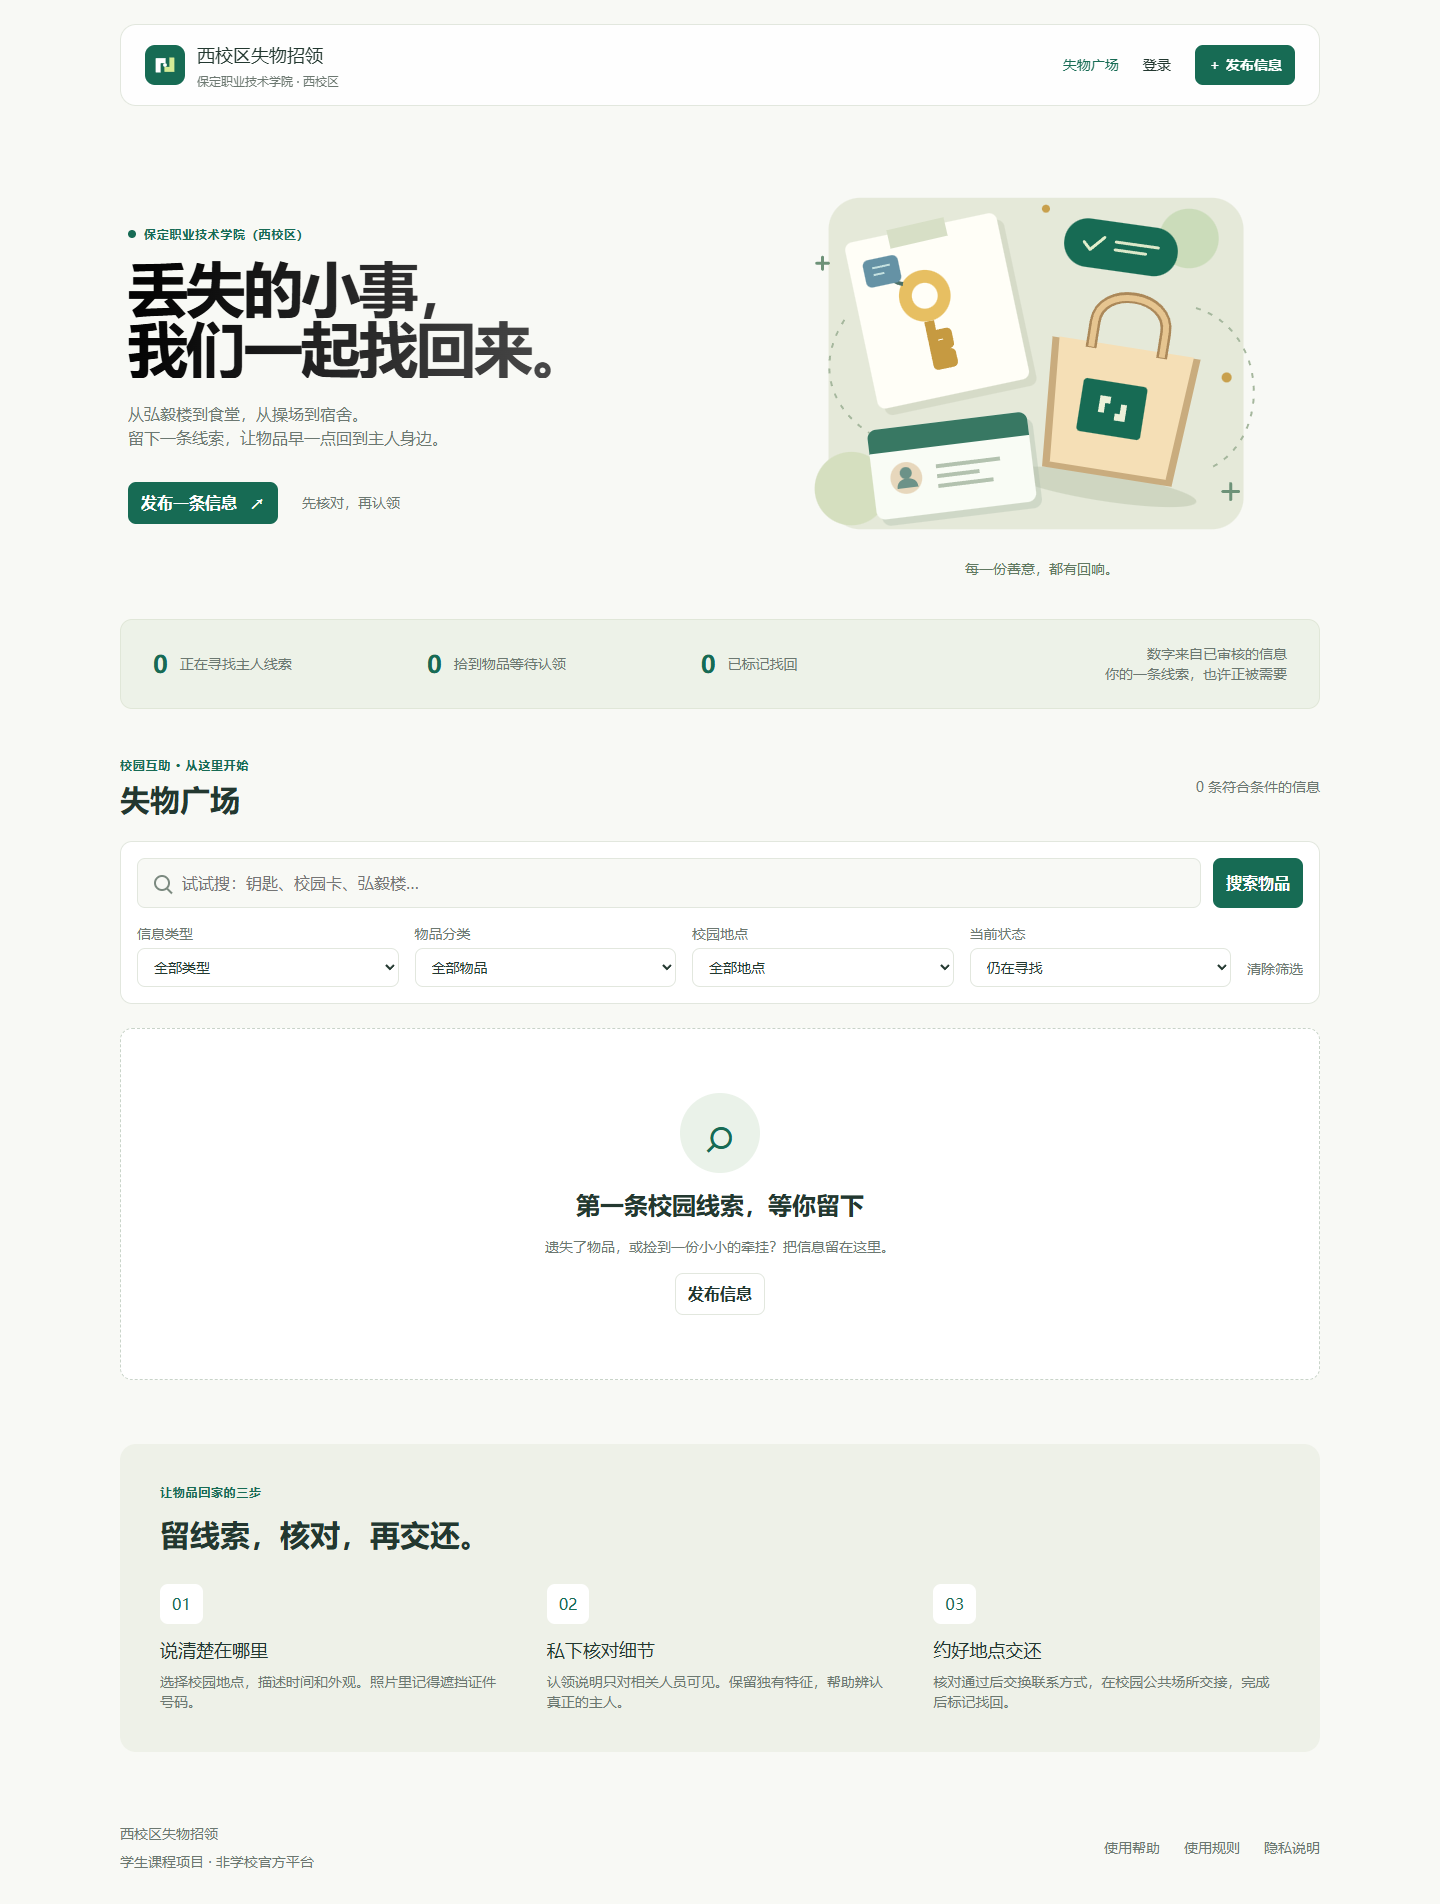 西校区失物招领
保定职业技术学院 · 西校区
失物广场
登录
+ 发布信息
保定职业技术学院（西校区）
丢失的小事，
我们一起找回来。
从弘毅楼到食堂，从操场到宿舍。
留下一条线索，让物品早一点回到主人身边。
发布一条信息 ↗
先核对，再认领
每一份善意，都有回响。
0 正在寻找主人线索
0 拾到物品等待认领
0 已标记找回
数字来自已审核的信息
你的一条线索，也许正被需要
校园互助 · 从这里开始
失物广场
0 条符合条件的信息
试试搜：钥匙、校园卡、弘毅楼...
搜索物品
信息类型
物品分类
校园地点
当前状态
全部类型
全部物品
全部地点
仍在寻找
清除筛选
第一条校园线索，等你留下
遗失了物品，或捡到一份小小的牵挂？把信息留在这里。
发布信息
让物品回家的三步
留线索，核对，再交还。
01
说清楚在哪里
选择校园地点，描述时间和外观。照片里记得遮挡证件
号码。
02
私下核对细节
认领说明只对相关人员可见。保留独有特征，帮助辨认
真正的主人。
03
约好地点交还
核对通过后交换联系方式，在校园公共场所交接，完成
后标记找回。
西校区失物招领
学生课程项目 · 非学校官方平台
使用帮助
使用规则
隐私说明